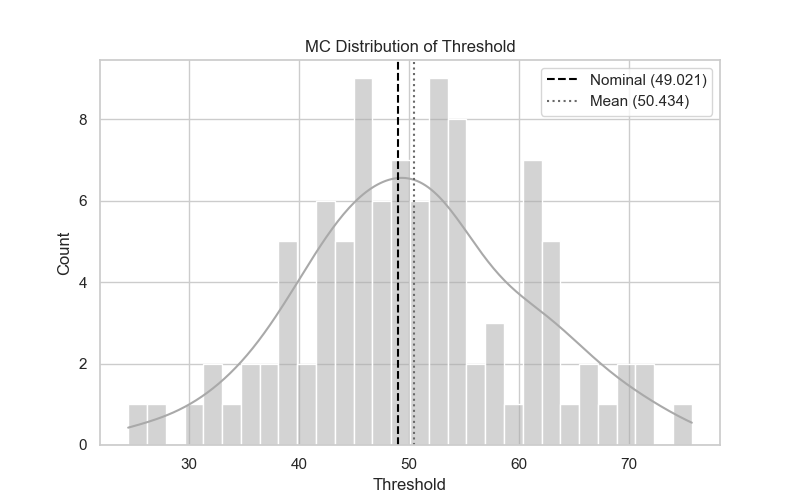 MC Distribution of Threshold
Nominal (49.021)
Mean (50.434)
8
6
4
2
0
Count
30
40
50
60
70
Threshold